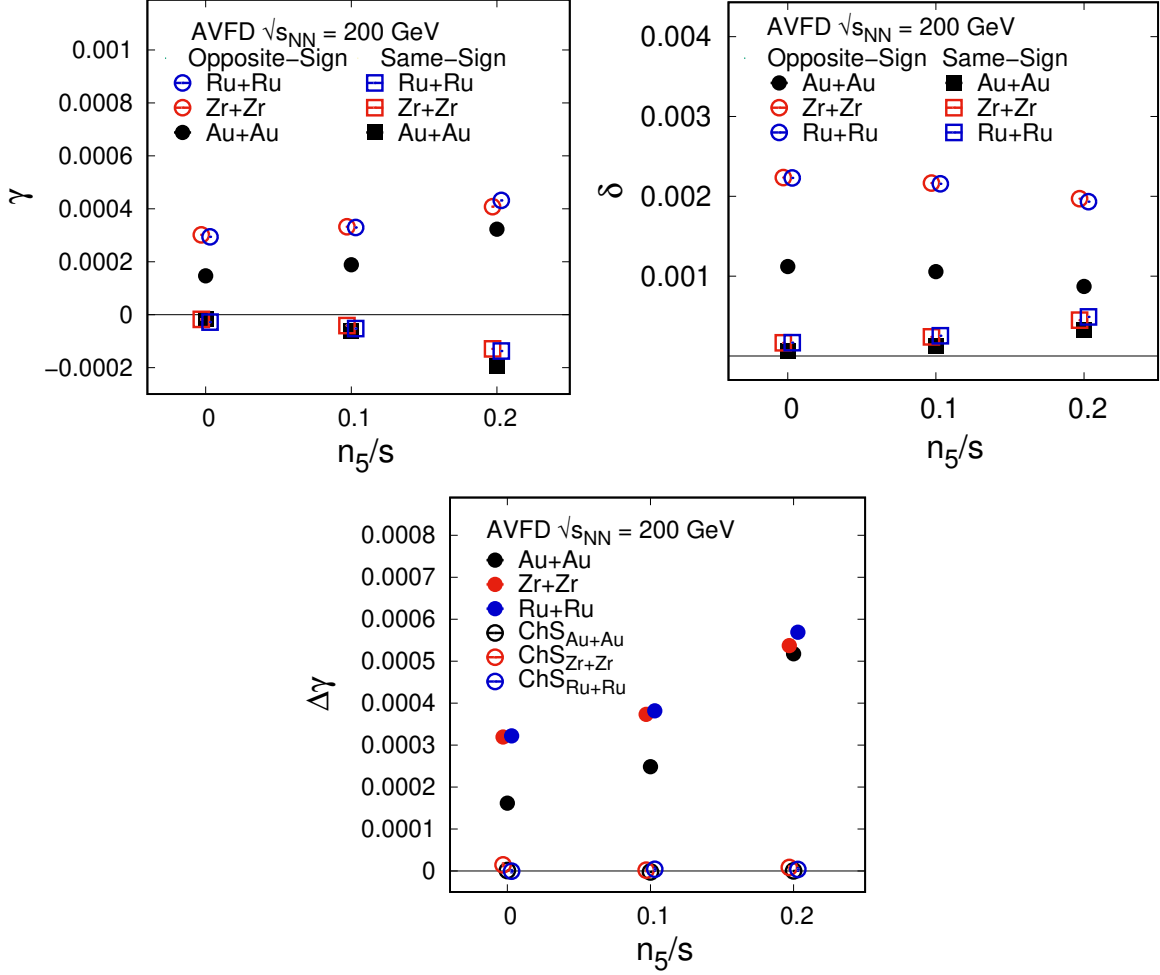 AVFD √sNN = 200 GeV
Opposite−Sign Same−Sign
Ru+Ru Ru+Ru
Zr+Zr Zr+Zr
Au+Au Au+Au
0.001
0.0008
0.0006
0.0004
0.0002
0
−0.0002
γ
0 0.1 0.2
n5/s
AVFD √sNN = 200 GeV
Opposite−Sign Same−Sign
Au+Au Au+Au
Zr+Zr Zr+Zr
Ru+Ru Ru+Ru
0.004
0.003
0.002
0.001
δ
0 0.1 0.2
n5/s
AVFD √sNN = 200 GeV
Au+Au
Zr+Zr
Ru+Ru
ChSAu+Au
ChSZr+Zr
ChSRu+Ru
0.0008
0.0007
0.0006
0.0005
0.0004
0.0003
0.0002
0.0001
0
Δγ
0 0.1 0.2
n5/s